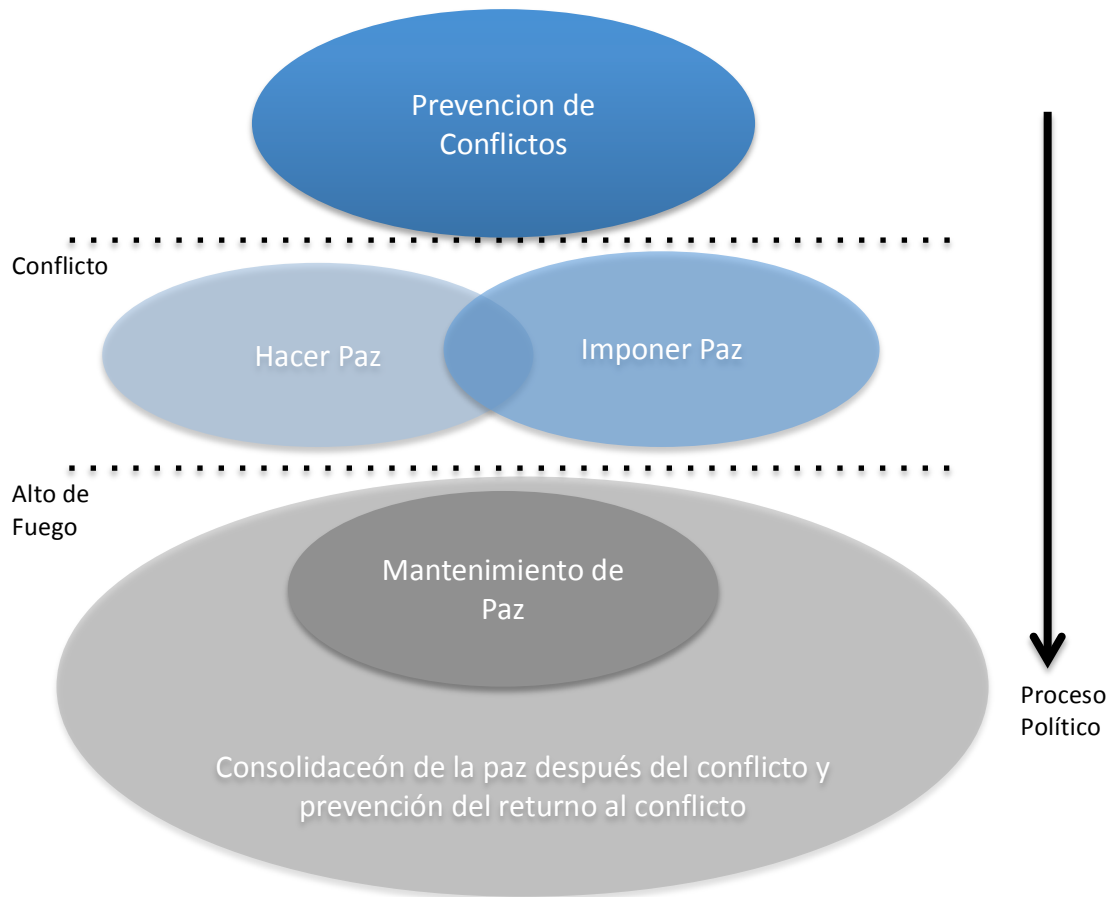 Prevencion de
Conflictos
Conflicto
Hacer Paz
Imponer Paz
Alto de
Fuego
Mantenimiento de
Paz
Proceso
Político
Consolidaceón de la paz después del conflicto y
prevención del returno al conflicto